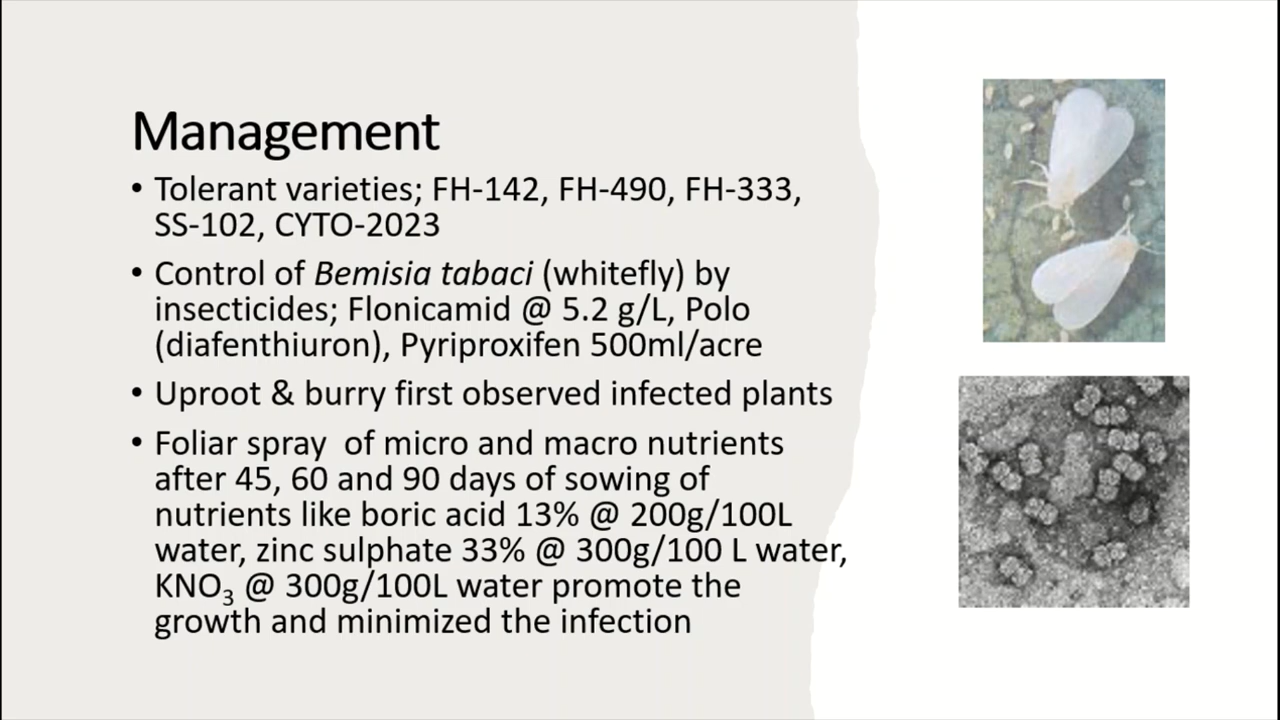 Management
• Tolerant varieties; FH-142, FH-490, FH-333,
SS-102, CYTO-2023
• Control of Bemisia tabaci (whitefly) by
insecticides; Flonicamid @ 5.2 g/L, Polo
(diafenthiuron), Pyriproxifen 500ml/acre
• Uproot & burry first observed infected plants
• Foliar spray  of micro and macro nutrients
after 45, 60 and 90 days of sowing of
nutrients like boric acid 13% @ 200g/100L
water, zinc sulphate 33% @ 300g/100 L water,
KNO₃ @ 300g/100L water promote the
growth and minimized the infection